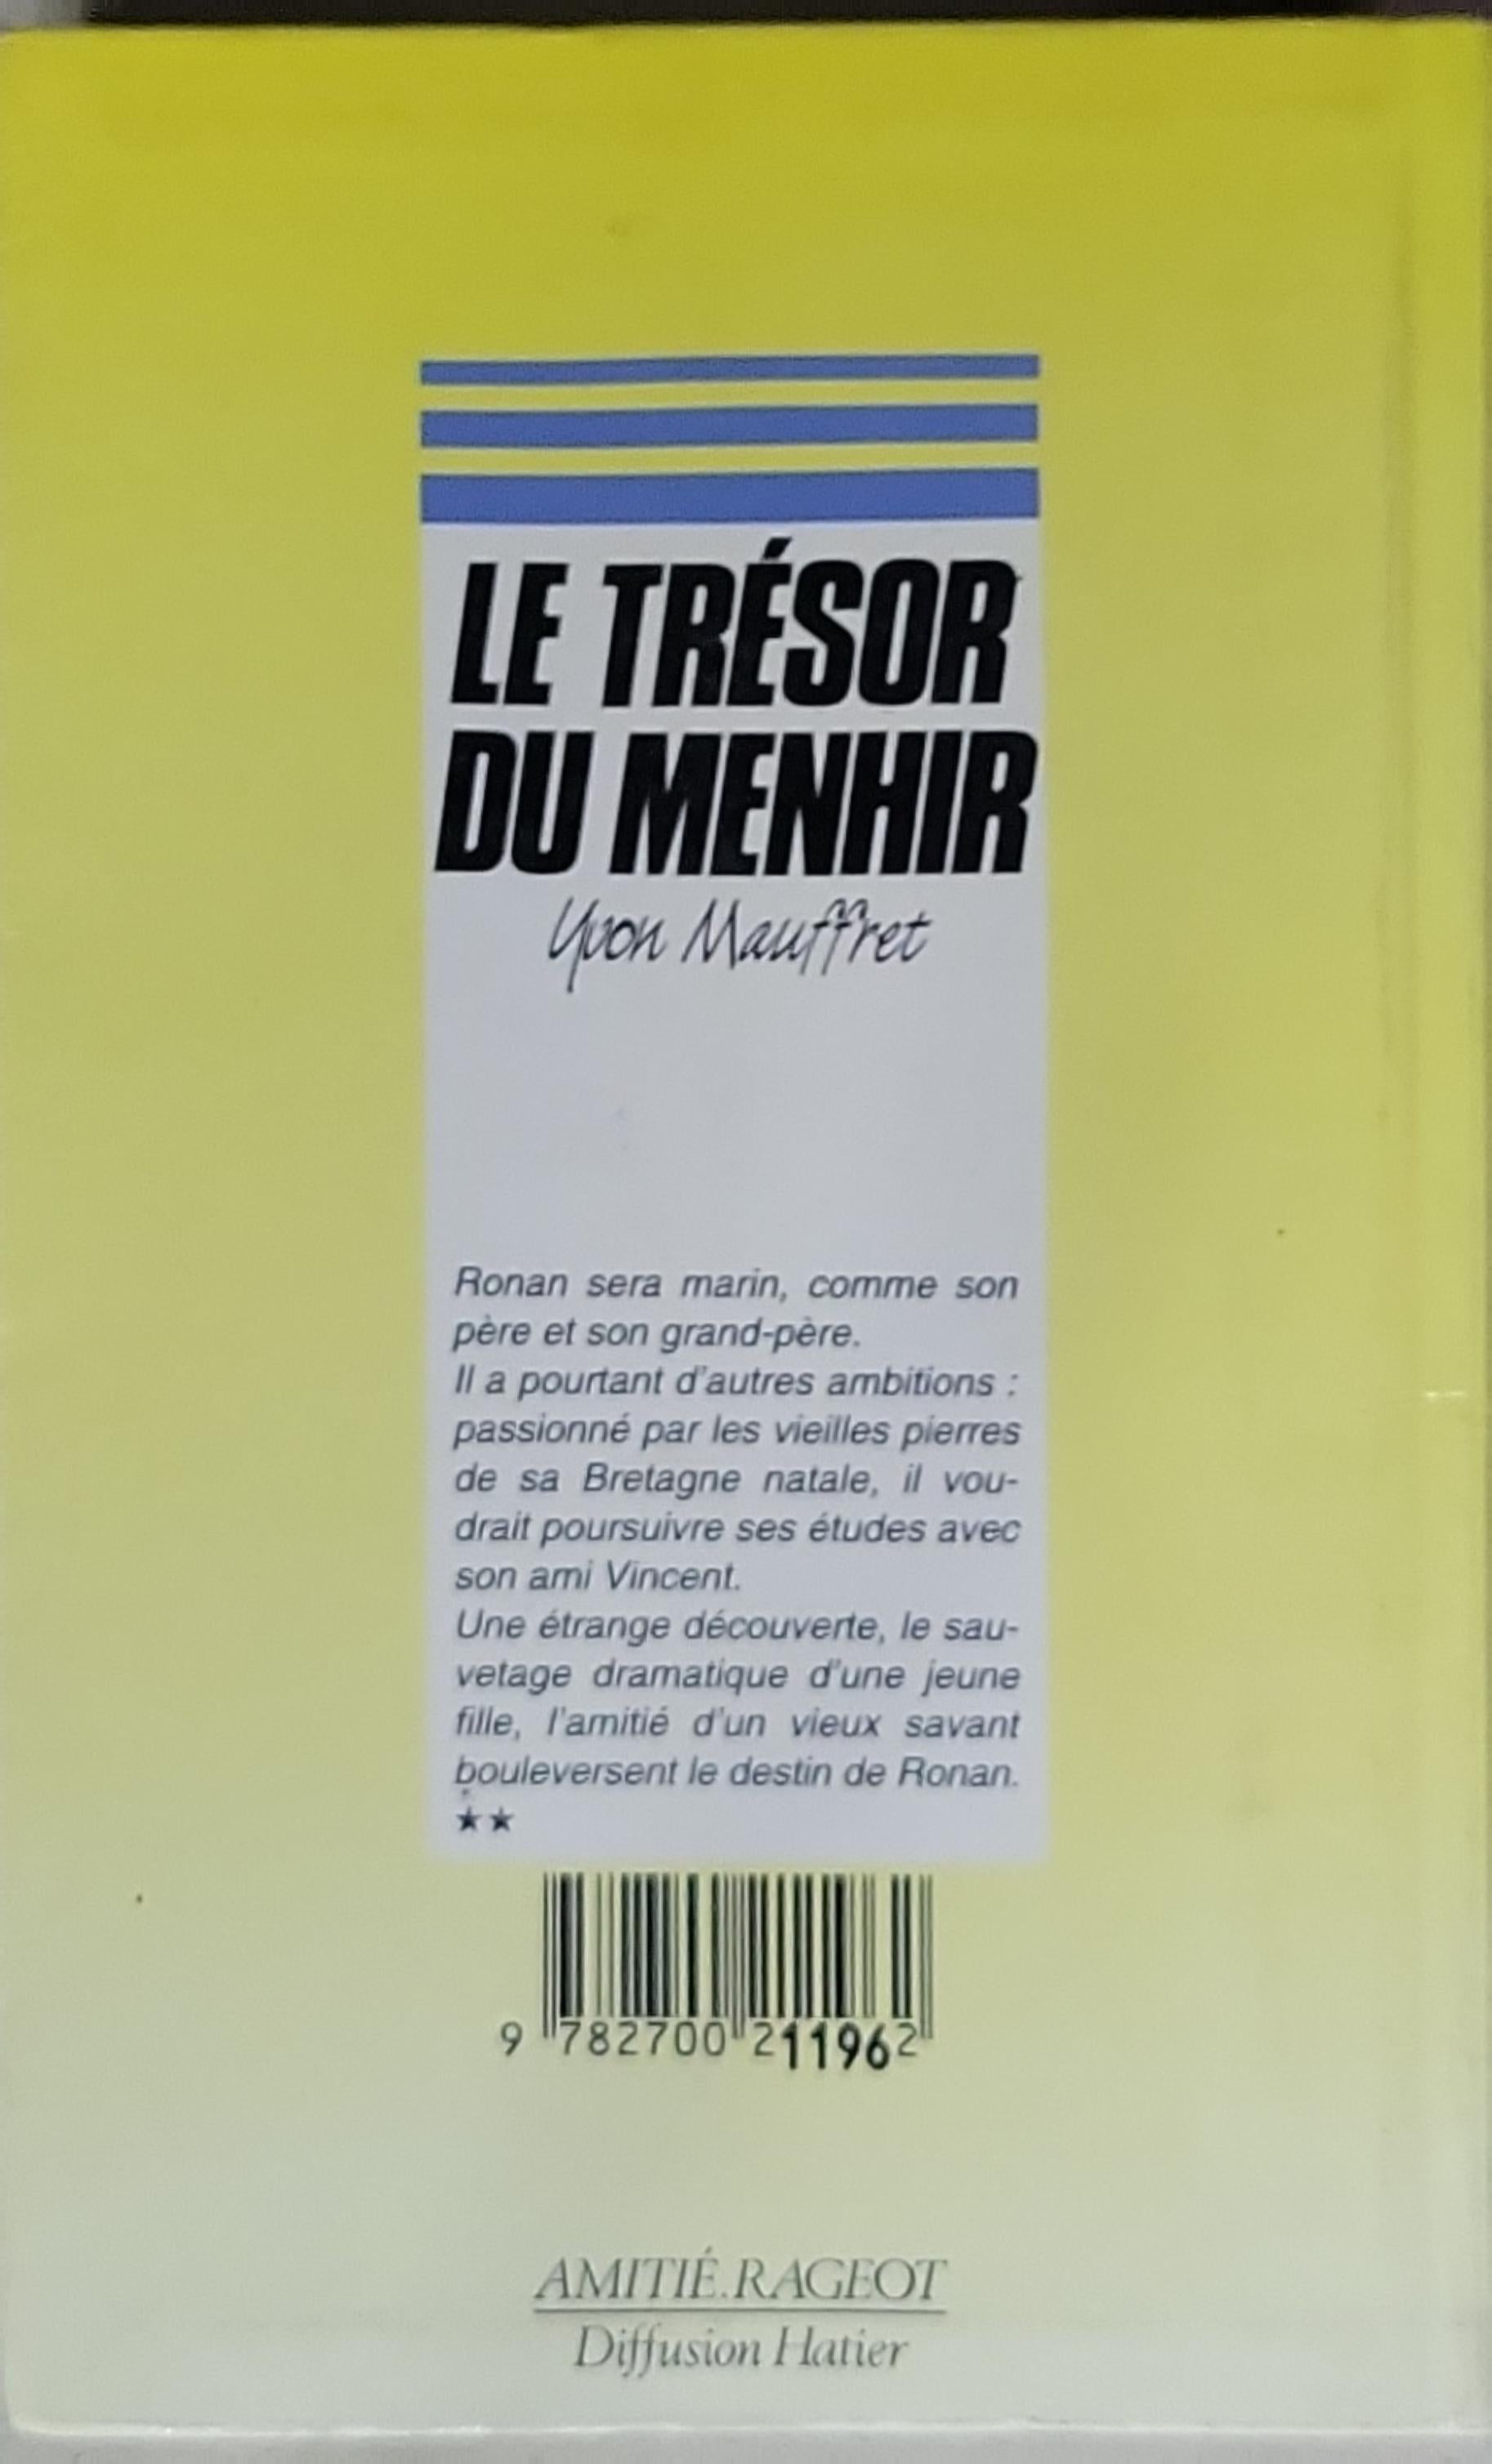 LE TRÉSOR
DU MENHIR
Yvon Mauffret
Ronan sera marin, comme son
père et son grand-père.
Il a pourtant d'autres ambitions :
passionné par les vieilles pierres
de sa Bretagne natale, il vou-
drait poursuivre ses études avec
son ami Vincent.
Une étrange découverte, le sau-
vetage dramatique d'une jeune
fille, l'amitié d'un vieux savant
bouleversent le destin de Ronan.
★★
9 782700 211962
AMITIÉ.RAGEOT
Diffusion Hatier